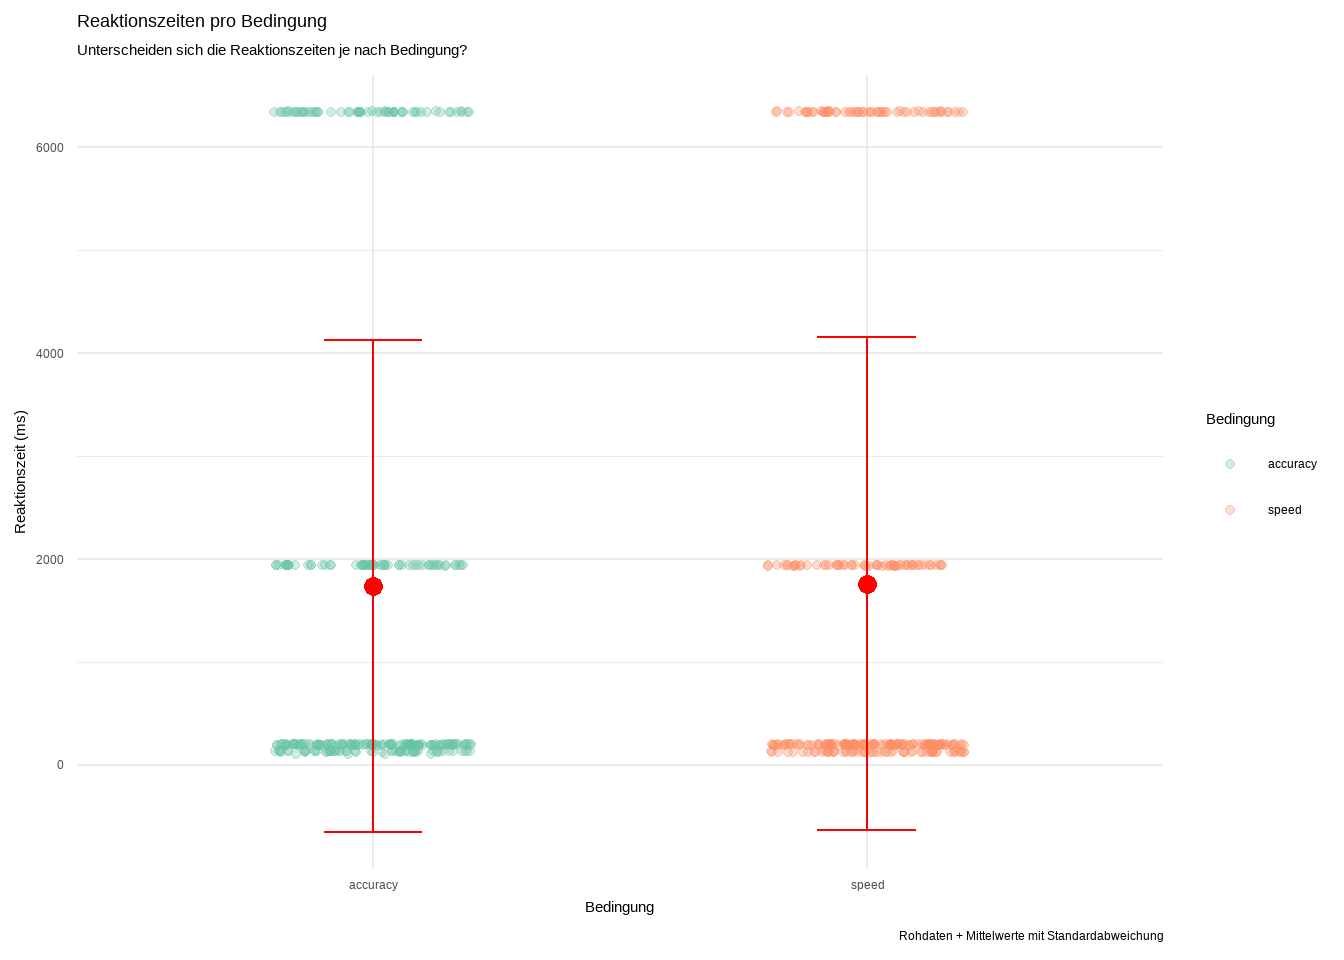 Reaktionszeiten pro Bedingung
Unterscheiden sich die Reaktionszeiten je nach Bedingung?
6000
4000
2000
0
Reaktionszeit (ms)
accuracy
speed
Bedingung
Bedingung
accuracy
speed
Rohdaten + Mittelwerte mit Standardabweichung